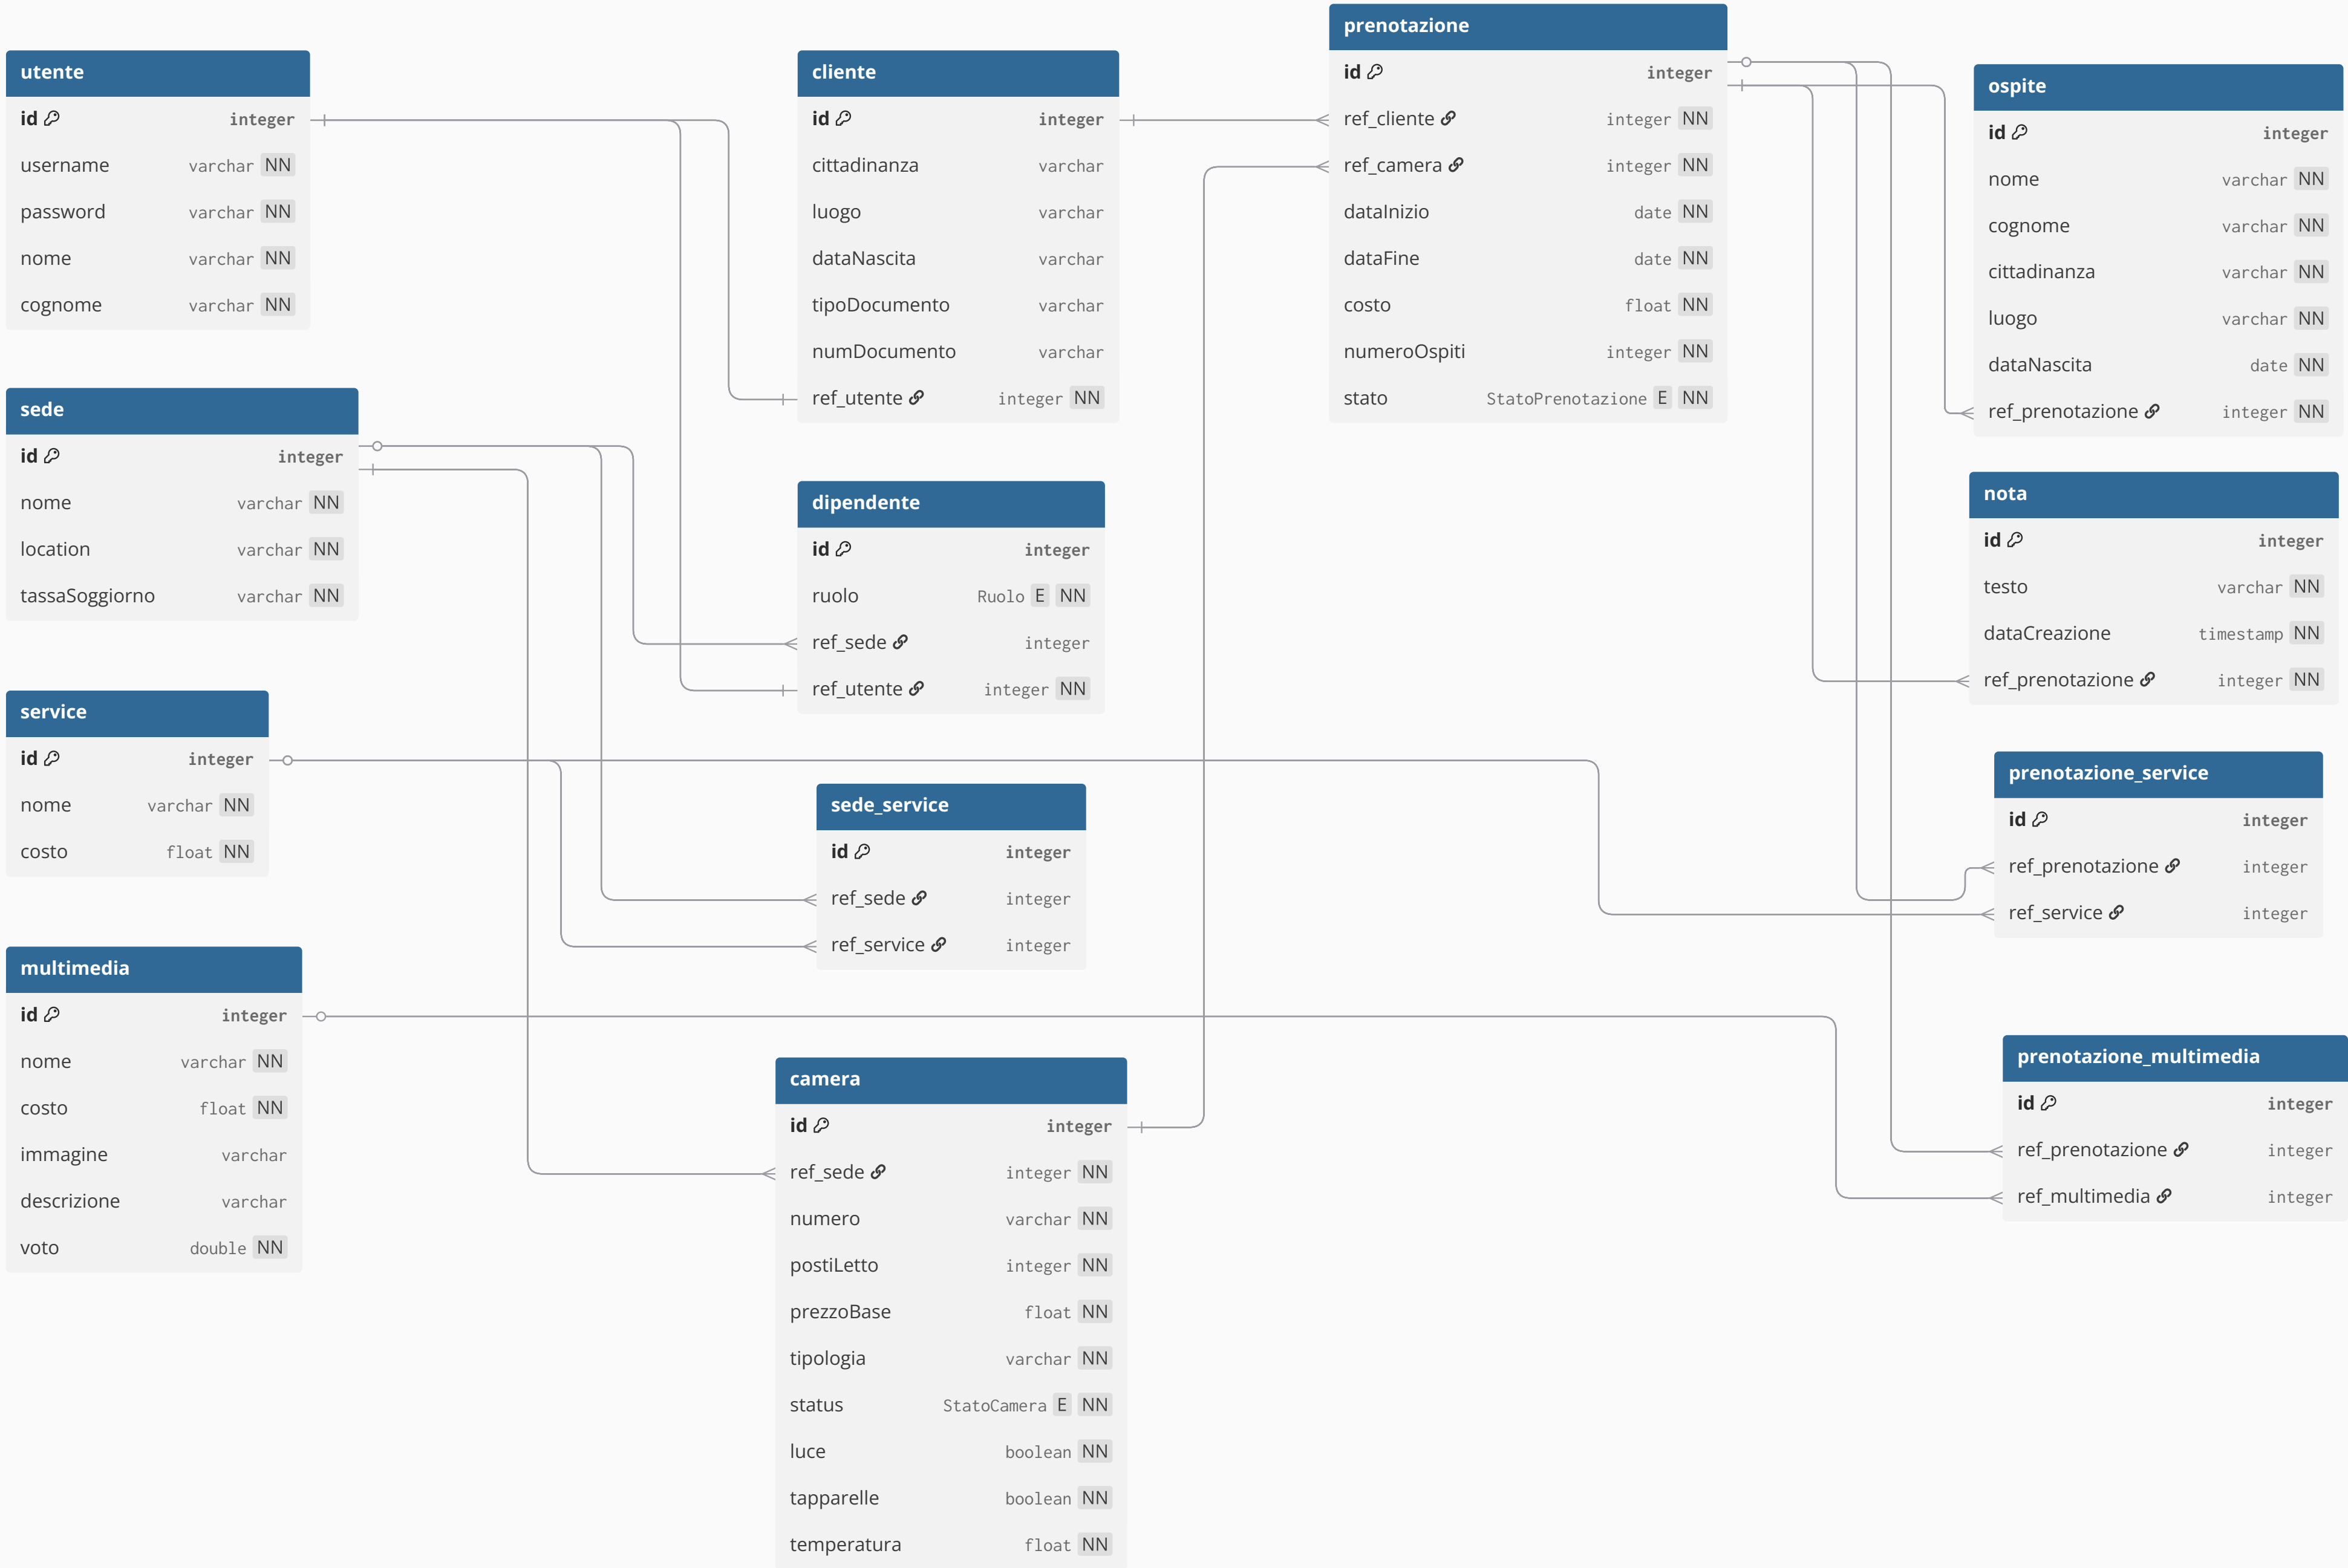 utente
id integer
username varchar NN
password varchar NN
nome varchar NN
cognome varchar NN
sede
id integer
nome varchar NN
location varchar NN
tassaSoggiorno varchar NN
service
id integer
nome varchar NN
costo float NN
multimedia
id integer
nome varchar NN
costo float NN
immagine varchar
descrizione varchar
voto double NN
cliente
id integer
cittadinanza varchar
luogo varchar
dataNascita varchar
tipoDocumento varchar
numDocumento varchar
ref_utente integer NN
dipendente
id integer
ruolo Ruolo E NN
ref_sede integer
ref_utente integer NN
sede_service
id integer
ref_sede integer
ref_service integer
camera
id integer
ref_sede integer NN
numero varchar NN
postiLetto integer NN
prezzoBase float NN
tipologia varchar NN
status StatoCamera E NN
luce boolean NN
tapparelle boolean NN
temperatura float NN
prenotazione
id integer
ref_cliente integer NN
ref_camera integer NN
dataInizio date NN
dataFine date NN
costo float NN
numeroOspiti integer NN
stato StatoPrenotazione E NN
ospite
id integer
nome varchar NN
cognome varchar NN
cittadinanza varchar NN
luogo varchar NN
dataNascita date NN
ref_prenotazione integer NN
nota
id integer
testo varchar NN
dataCreazione timestamp NN
ref_prenotazione integer NN
prenotazione_service
id integer
ref_prenotazione integer
ref_service integer
prenotazione_multimedia
id integer
ref_prenotazione integer
ref_multimedia integer